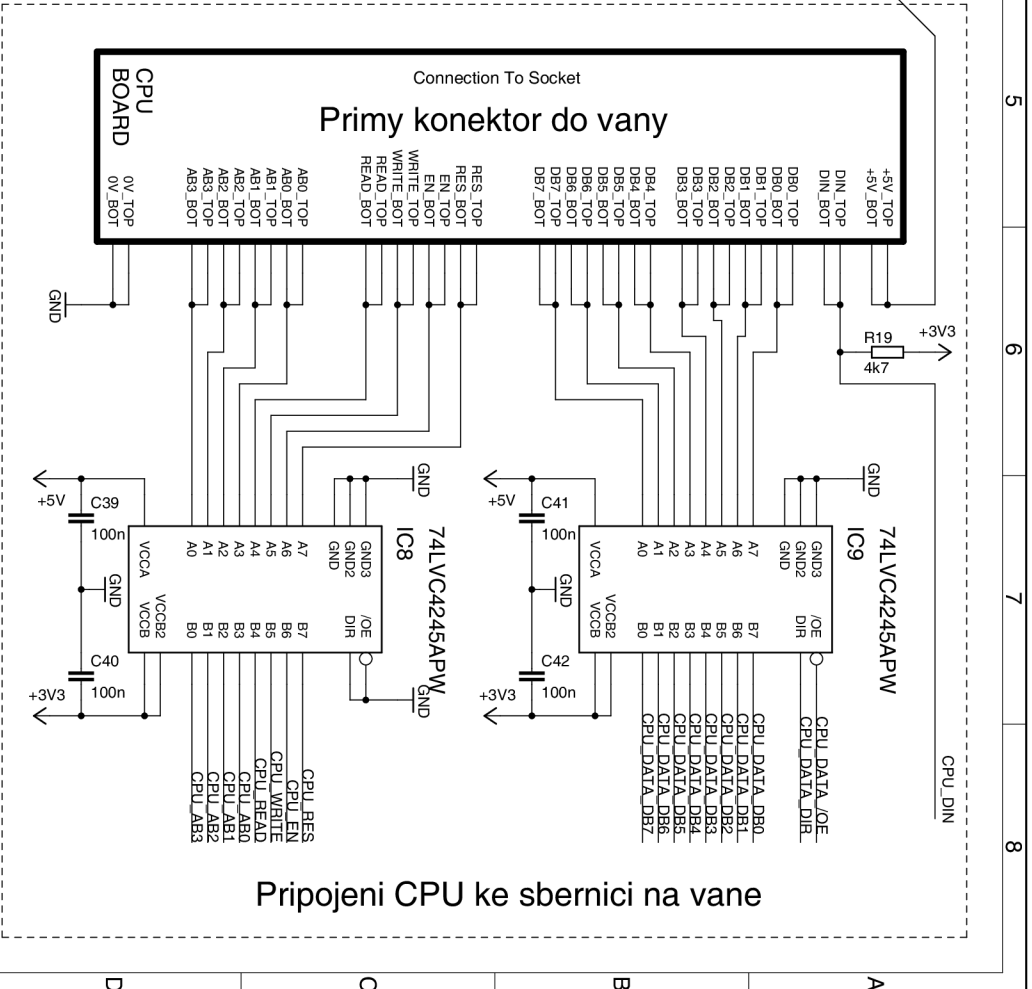 5
CPU
BOARD
Connection To Socket
Primy konektor do vany
0V_BOT
0V_TOP
AB3_BOT
AB3_TOP
AB2_BOT
AB2_TOP
AB1_BOT
AB1_TOP
AB0_BOT
AB0_TOP
READ_BOT
READ_TOP
WRITE_BOT
WRITE_TOP
EN_BOT
EN_TOP
RES_BOT
RES_TOP
DB7_BOT
DB7_TOP
DB6_BOT
DB6_TOP
DB5_BOT
DB5_TOP
DB4_BOT
DB4_TOP
DB3_BOT
DB3_TOP
DB2_BOT
DB2_TOP
DB1_BOT
DB1_TOP
DB0_BOT
DB0_TOP
DIN_BOT
DIN_TOP
+5V_BOT
+5V_TOP
GND
6
R19
4k7
+3V3
+5V
C39
100n
GND
C40
100n
+3V3
VCCA
A0
A1
A2
A3
A4
A5
A6
A7
GND
GND2
GND3
VCCB
VCCB2
B0
B1
B2
B3
B4
B5
B6
B7
DIR
/OE
GND
IC8
74LVC4245APW
GND
+5V
C41
100n
GND
C42
100n
+3V3
VCCA
A0
A1
A2
A3
A4
A5
A6
A7
GND
GND2
GND3
VCCB
VCCB2
B0
B1
B2
B3
B4
B5
B6
B7
DIR
/OE
GND
IC9
74LVC4245APW
7
CPU_AB3
CPU_AB2
CPU_AB1
CPU_AB0
CPU_READ
CPU_WRITE
CPU_EN
CPU_RES
CPU_DATA_DB7
CPU_DATA_DB6
CPU_DATA_DB5
CPU_DATA_DB4
CPU_DATA_DB3
CPU_DATA_DB2
CPU_DATA_DB1
CPU_DATA_DB0
CPU_DATA_DIR
CPU_DATA_/OE
CPU_DIN
8
Pripojeni CPU ke sbernici na vane
D
C
B
A